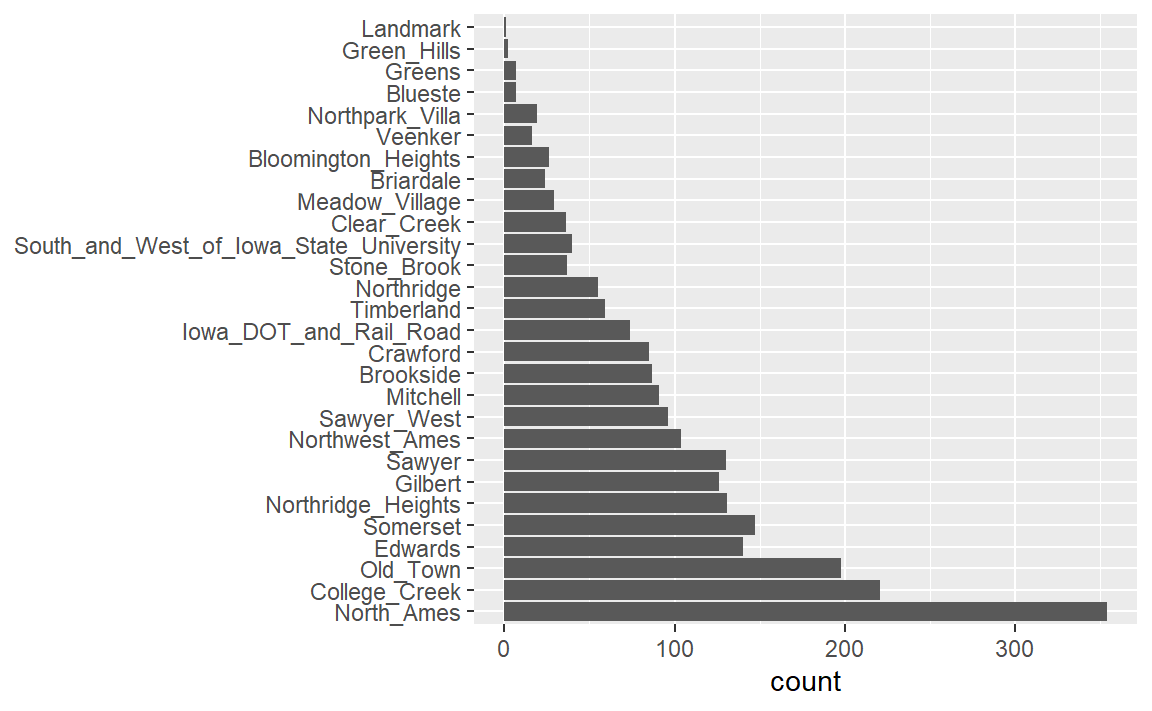 Landmark
Green_Hills
Greens
Blueste
Northpark_Villa
Veenker
Bloomington_Heights
Briardale
Meadow_Village
Clear_Creek
South_and_West_of_Iowa_State_University
Stone_Brook
Northridge
Timberland
Iowa_DOT_and_Rail_Road
Crawford
Brookside
Mitchell
Sawyer_West
Northwest_Ames
Sawyer
Gilbert
Northridge_Heights
Somerset
Edwards
Old_Town
College_Creek
North_Ames
0 100 200 300
count